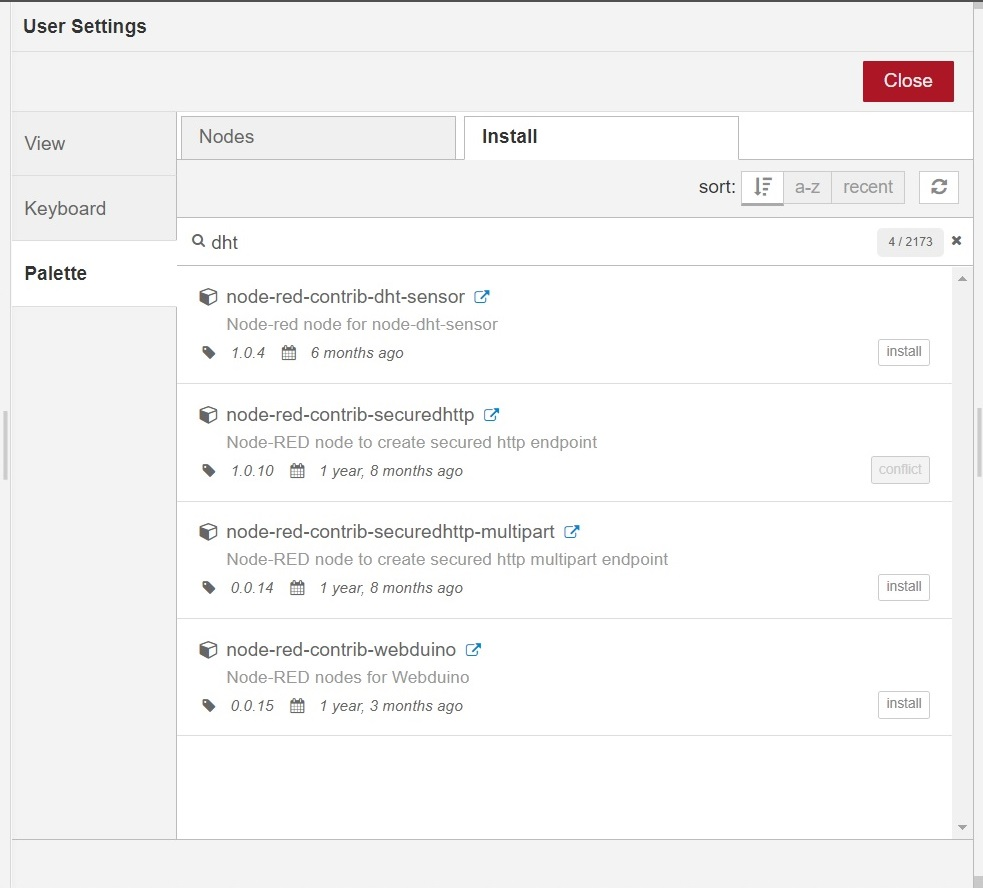 User Settings
Close
View
Keyboard
Palette
Nodes
Install
sort: a-z recent
dht
4 / 2173
node-red-contrib-dht-sensor
Node-red node for node-dht-sensor
1.0.4 6 months ago
install
node-red-contrib-securedhttp
Node-RED node to create secured http endpoint
1.0.10 1 year, 8 months ago
conflict
node-red-contrib-securedhttp-multipart
Node-RED node to create secured http multipart endpoint
0.0.14 1 year, 8 months ago
install
node-red-contrib-webduino
Node-RED nodes for Webduino
0.0.15 1 year, 3 months ago
install